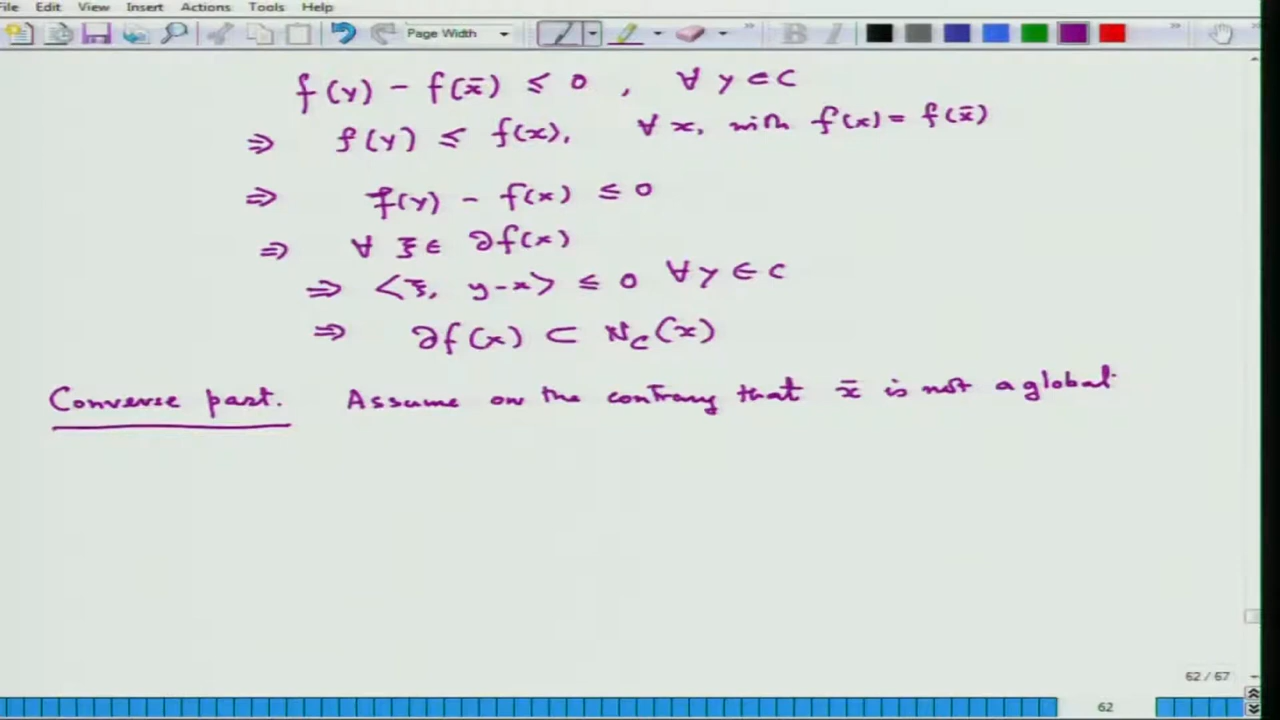 File Edit View Insert Actions Tools Help
Page Width
B I
f(y) - f(x̄) ≤ 0 , ∀ y ∈ C
⇒ f(y) ≤ f(x), ∀ x, with f(x) = f(x̄)
⇒ f(y) - f(x) ≤ 0
⇒ ∀ ξ ∈ ∂f(x)
⇒ <ξ, y-x> ≤ 0 ∀ y ∈ C
⇒ ∂f(x) ⊂ N_C(x)
Converse part. Assume on the contrary that x̄ is not a global
62 / 67
62